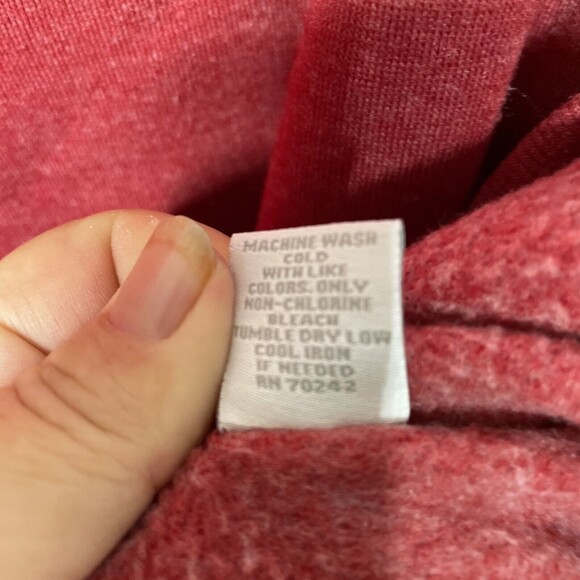 MACHINE WASH
COLD
WITH LIKE
COLORS. ONLY
NON-CHLORINE
BLEACH
TUMBLE DRY LOW
COOL IRON
IF NEEDED
RN 70242